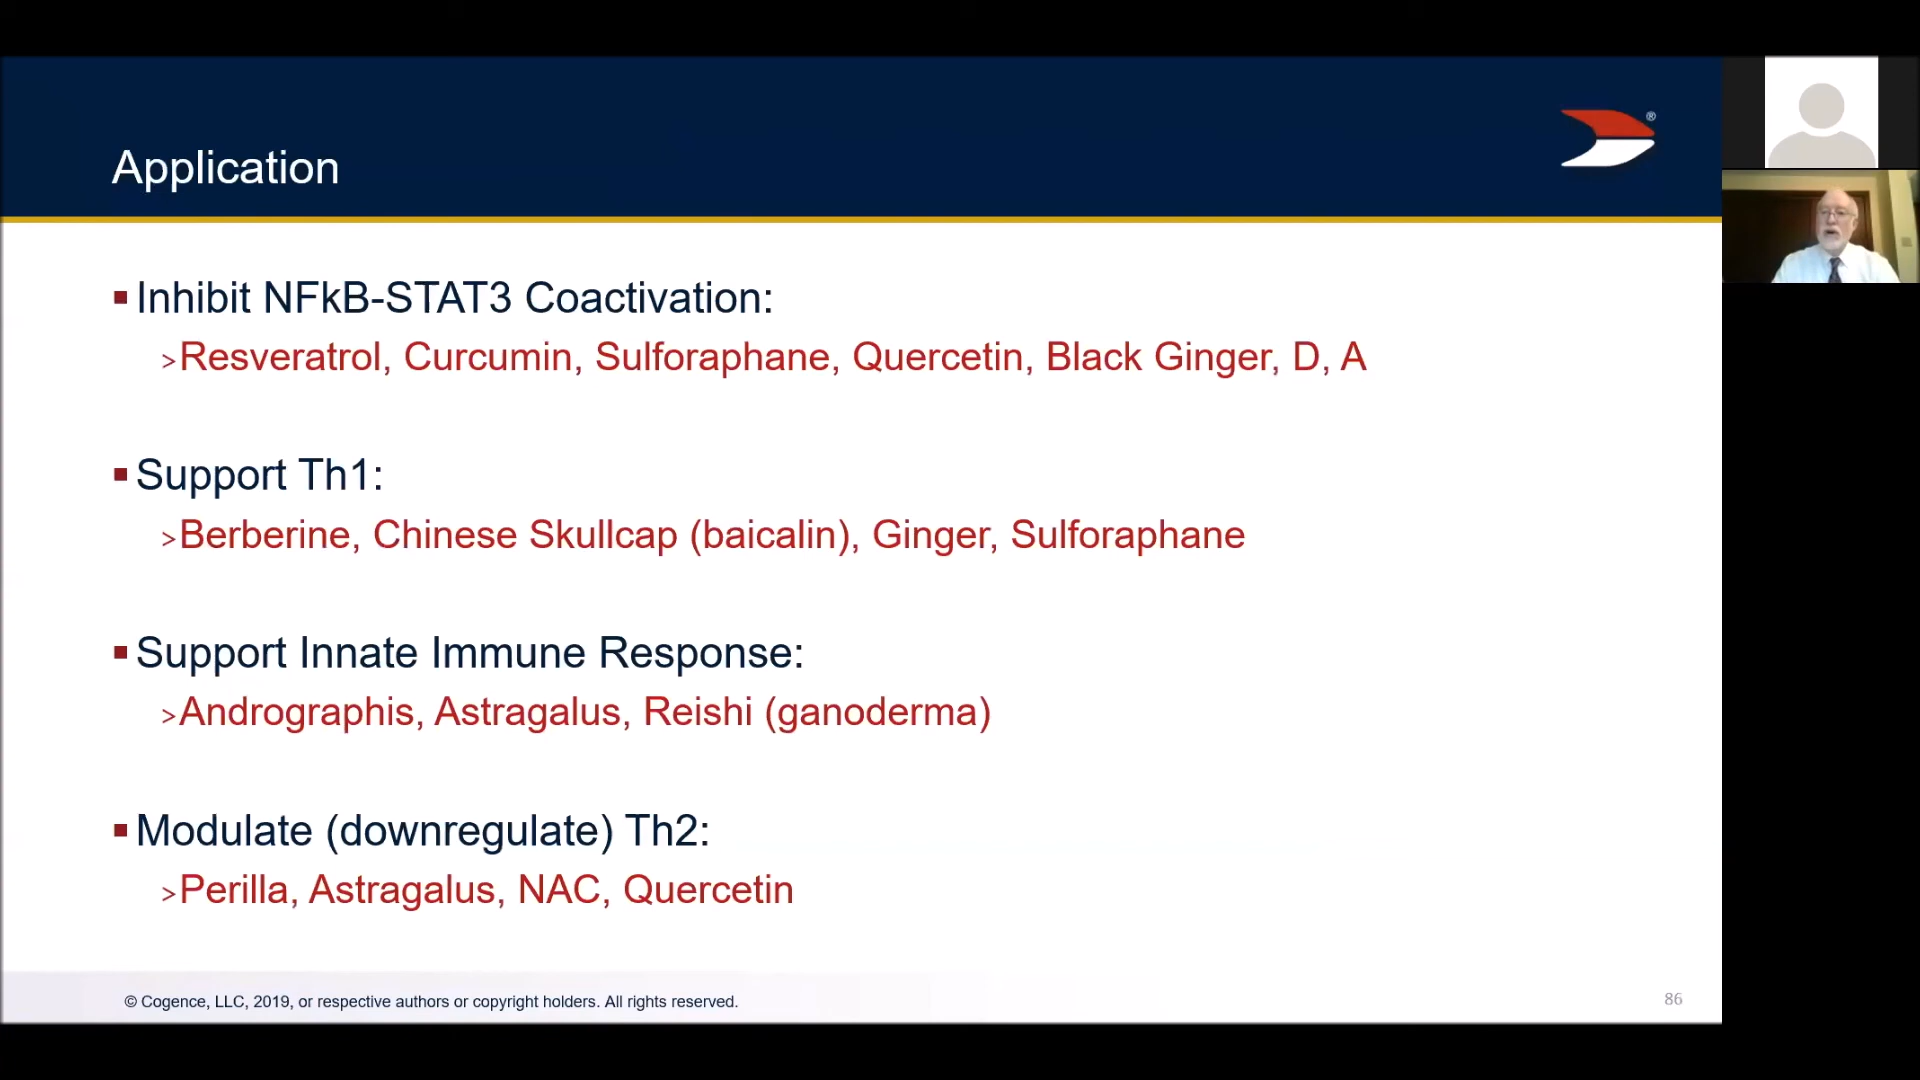 Application
®
▪Inhibit NFkB-STAT3 Coactivation:
>Resveratrol, Curcumin, Sulforaphane, Quercetin, Black Ginger, D, A
▪Support Th1:
>Berberine, Chinese Skullcap (baicalin), Ginger, Sulforaphane
▪Support Innate Immune Response:
>Andrographis, Astragalus, Reishi (ganoderma)
▪Modulate (downregulate) Th2:
>Perilla, Astragalus, NAC, Quercetin
© Cogence, LLC, 2019, or respective authors or copyright holders. All rights reserved.
86